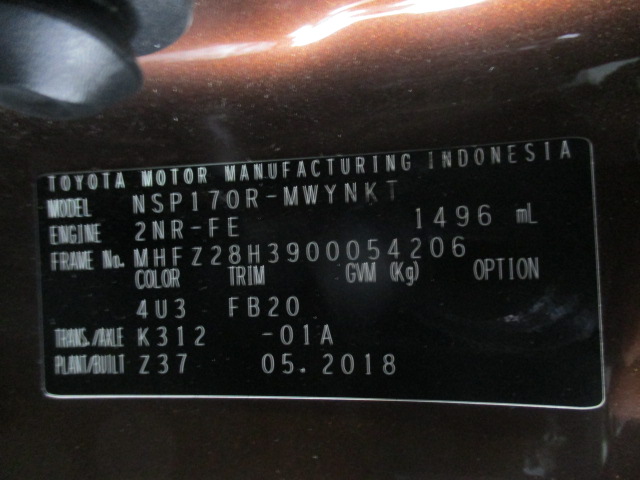 TOYOTA MOTOR MANUFACTURING INDONESIA
MODEL NSP170R-MWYNKT
ENGINE 2NR-FE 1496 mL
FRAME No. MHFZ28H3900054206
COLOR TRIM GVM (Kg) OPTION
4U3 FB20
TRANS./AXLE K312 -01A
PLANT/BUILT Z37 05.2018